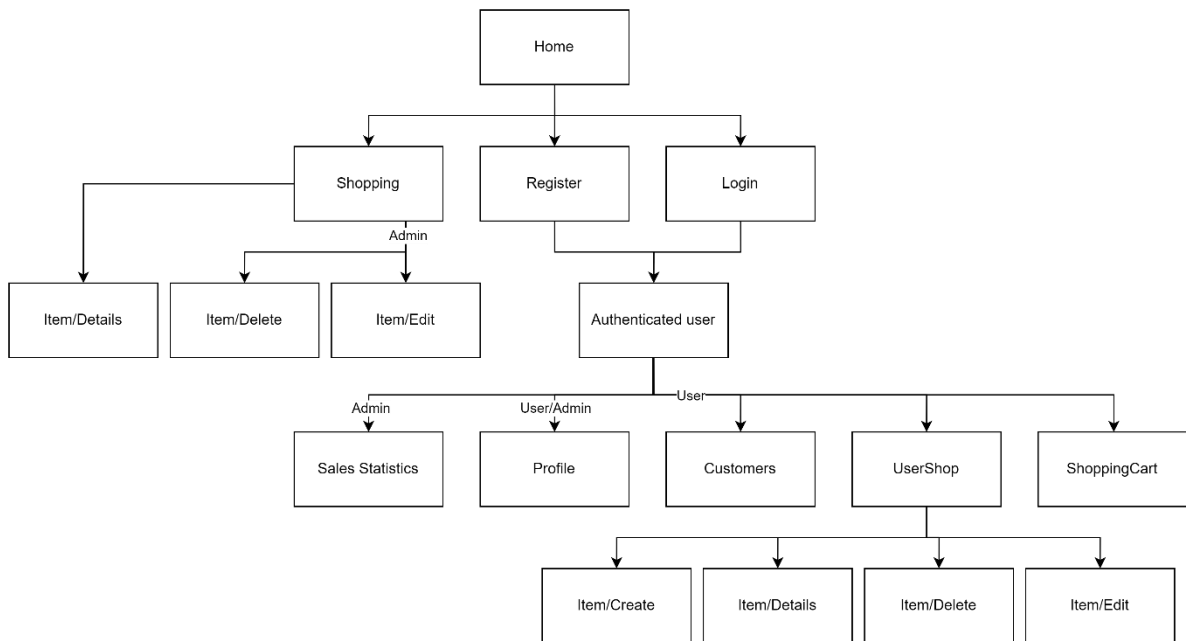 Home
Shopping
Register
Login
Admin
Item/Details
Item/Delete
Item/Edit
Authenticated user
Admin
User/Admin
User
Sales Statistics
Profile
Customers
UserShop
ShoppingCart
Item/Create
Item/Details
Item/Delete
Item/Edit